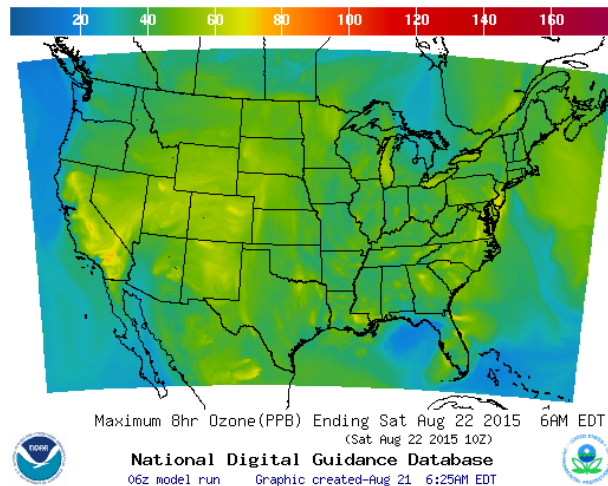 20 40 60 80 100 120 140 160
Maximum 8hr Ozone(PPB) Ending Sat Aug 22 2015 6AM EDT
(Sat Aug 22 2015 10Z)
NOAA
National Digital Guidance Database
06z model run Graphic created-Aug 21 6:25AM EDT